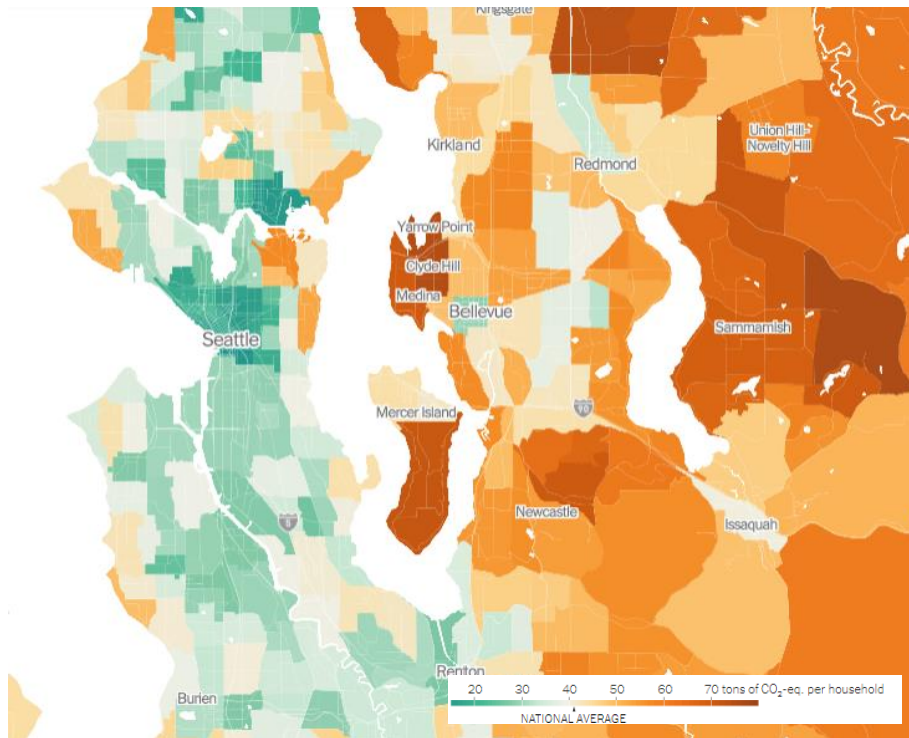 Kingsgate
Union Hill-
Novelty Hill
Kirkland
Redmond
Yarrow Point
Clyde Hill
Medina
Bellevue
Seattle
Sammamish
Mercer Island
90
Newcastle
5
Issaquah
Renton
Burien
20 30 40 50 60 70 tons of CO₂-eq. per household
NATIONAL AVERAGE